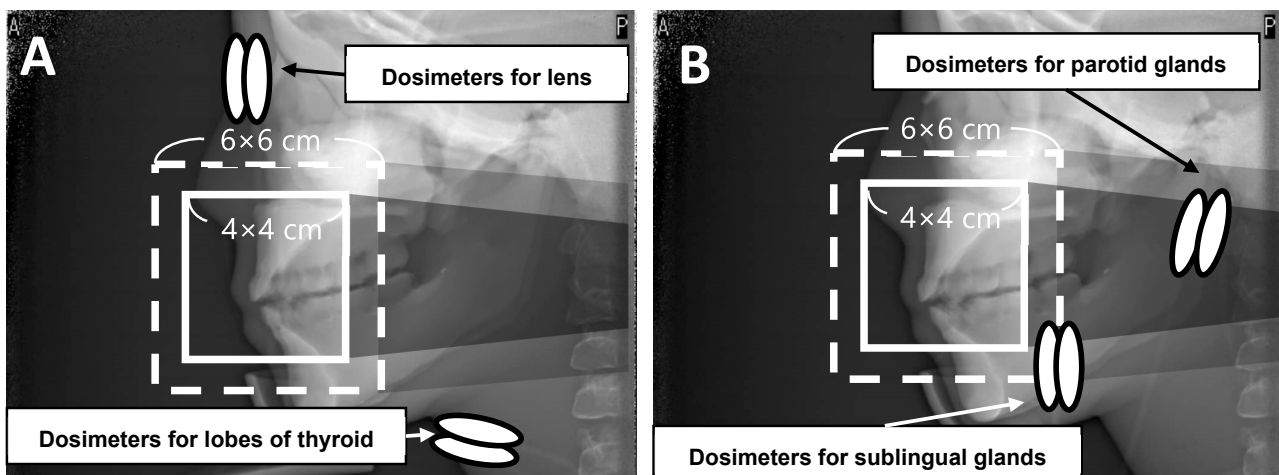 A
P
A
Dosimeters for lens
6×6 cm
4×4 cm
Dosimeters for lobes of thyroid
A
P
B
Dosimeters for parotid glands
6×6 cm
4×4 cm
Dosimeters for sublingual glands